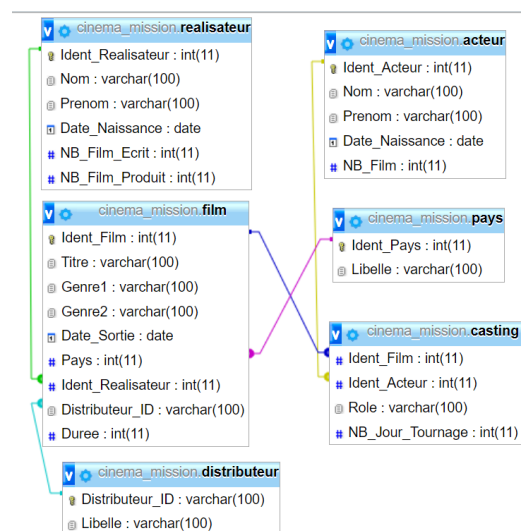 cinema_mission.realisateur
Ident_Realisateur : int(11)
Nom : varchar(100)
Prenom : varchar(100)
Date_Naissance : date
NB_Film_Ecrit : int(11)
NB_Film_Produit : int(11)
cinema_mission.acteur
Ident_Acteur : int(11)
Nom : varchar(100)
Prenom : varchar(100)
Date_Naissance : date
NB_Film : int(11)
cinema_mission.film
Ident_Film : int(11)
Titre : varchar(100)
Genre1 : varchar(100)
Genre2 : varchar(100)
Date_Sortie : date
Pays : int(11)
Ident_Realisateur : int(11)
Distributeur_ID : varchar(100)
Duree : int(11)
cinema_mission.pays
Ident_Pays : int(11)
Libelle : varchar(100)
cinema_mission.casting
Ident_Film : int(11)
Ident_Acteur : int(11)
Role : varchar(100)
NB_Jour_Tournage : int(11)
cinema_mission.distributeur
Distributeur_ID : varchar(100)
Libelle : varchar(100)